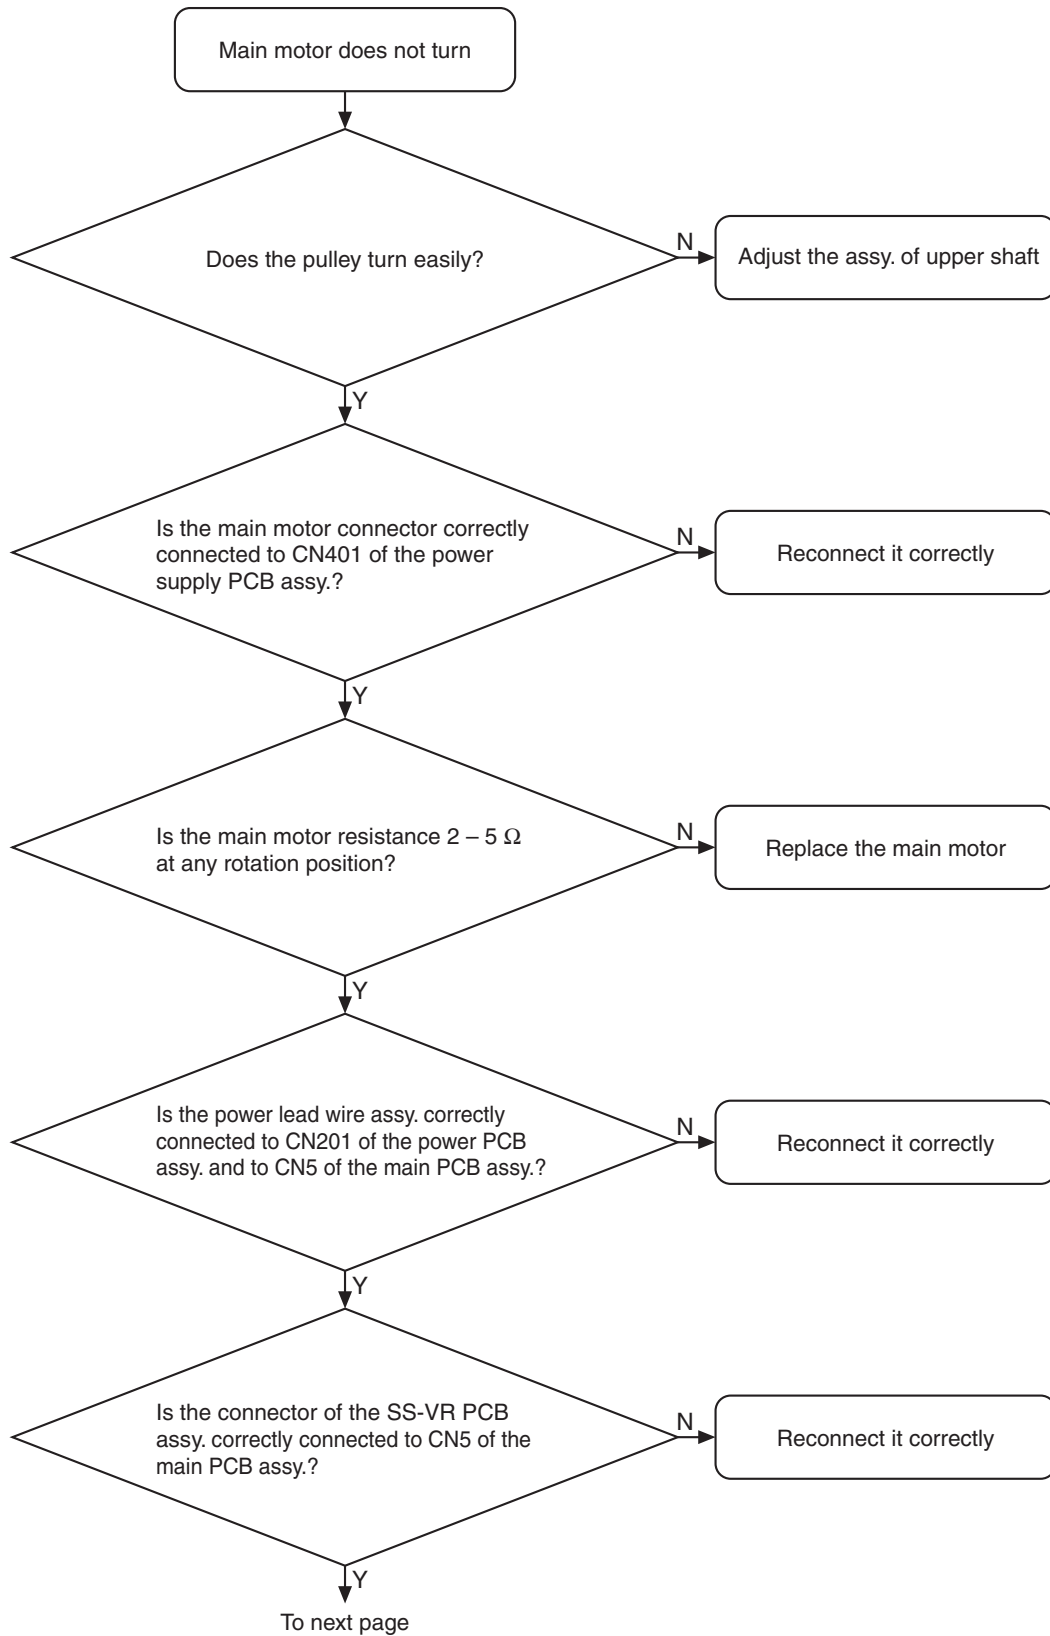 Main motor does not turn
Does the pulley turn easily?
N
Adjust the assy. of upper shaft
Y
Is the main motor connector correctly
connected to CN401 of the power
supply PCB assy.?
N
Reconnect it correctly
Y
Is the main motor resistance 2 – 5 Ω
at any rotation position?
N
Replace the main motor
Y
Is the power lead wire assy. correctly
connected to CN201 of the power PCB
assy. and to CN5 of the main PCB assy.?
N
Reconnect it correctly
Y
Is the connector of the SS-VR PCB
assy. correctly connected to CN5 of the
main PCB assy.?
N
Reconnect it correctly
Y
To next page